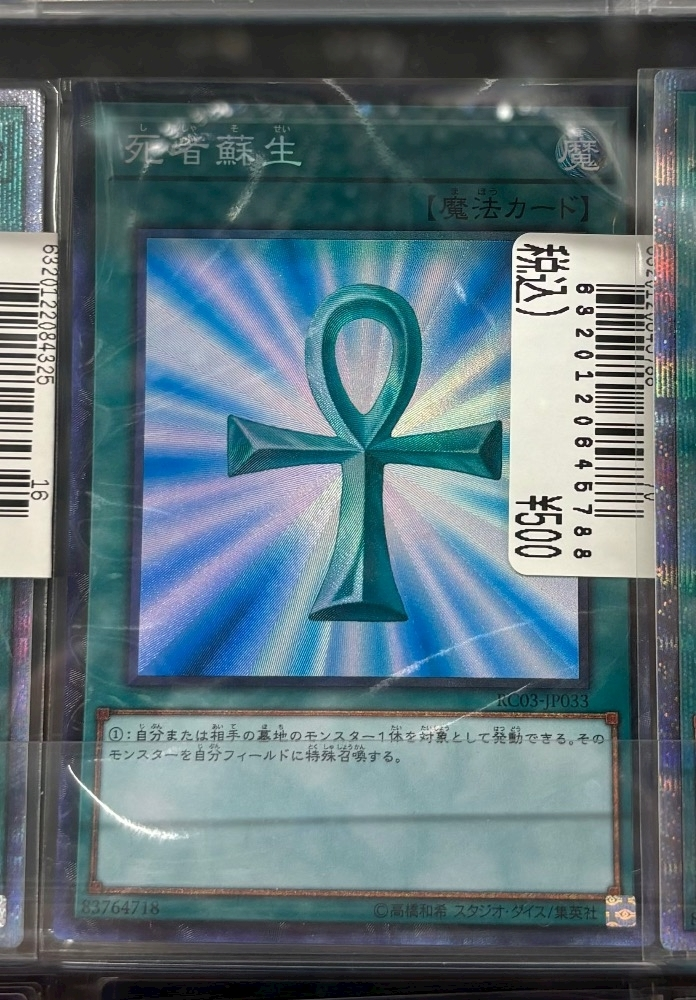 死者蘇生
魔
【魔法カード】
RC03-JP033
①:自分または相手の墓地のモンスター1体を対象として発動できる。その
モンスターを自分フィールドに特殊召喚する。
83764718
©高橋和希 スタジオ・ダイス/集英社
税込)
¥500
6320120645788
6320122084325
16